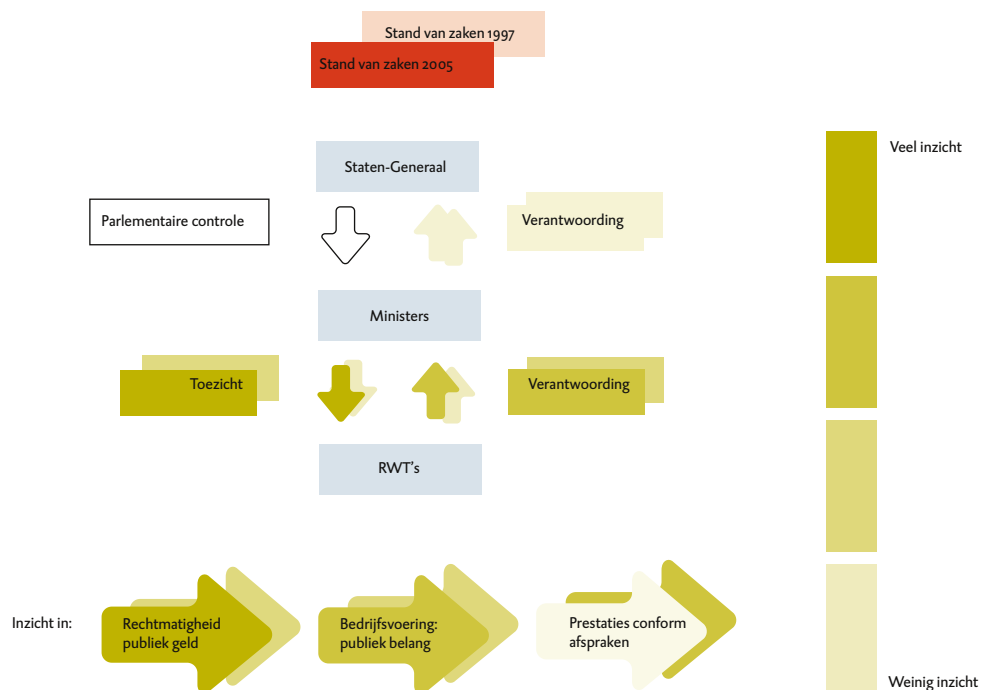 Stand van zaken 1997
Stand van zaken 2005
Veel inzicht
Staten-Generaal
Parlementaire controle
Verantwoording
Ministers
Toezicht
Verantwoording
RWT's
Inzicht in:
Rechtmatigheid
publiek geld
Bedrijfsvoering:
publiek belang
Prestaties conform
afspraken
Weinig inzicht